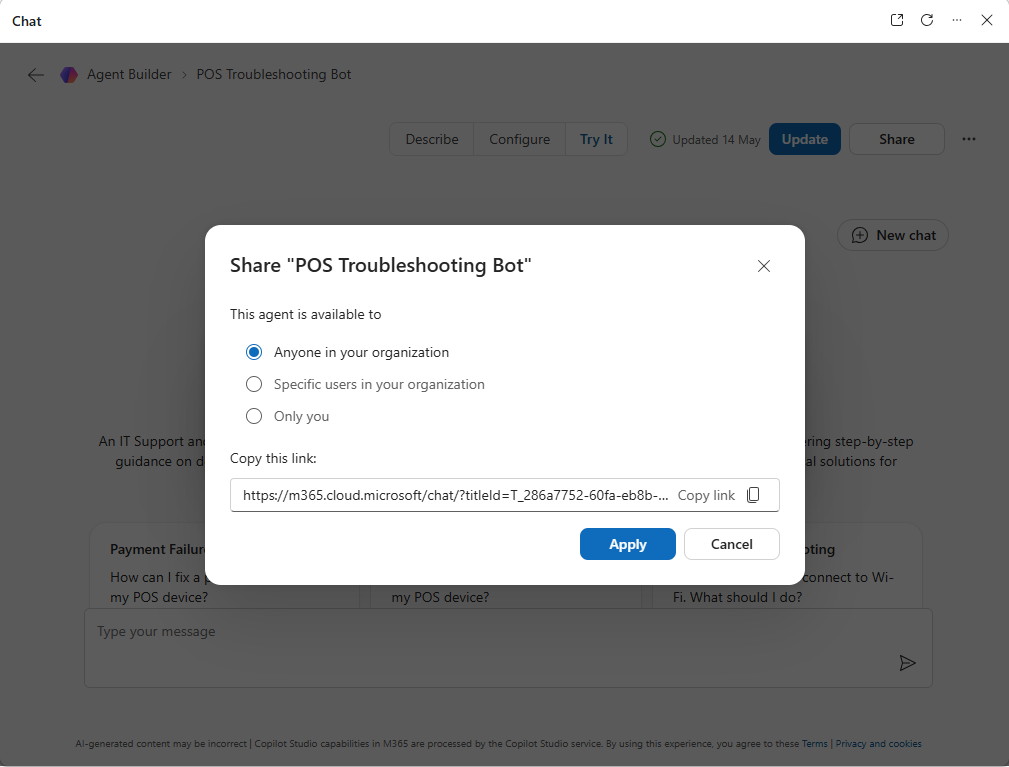 Chat
Agent Builder > POS Troubleshooting Bot
Describe Configure Try It Updated 14 May Update Share
New chat
Share "POS Troubleshooting Bot"
This agent is available to
Anyone in your organization
Specific users in your organization
Only you
An IT Support
ring step-by-step
guidance on
solutions for
Copy this link:
https://m365.cloud.microsoft/chat/?titleId=T_286a7752-60fa-eb8b-... Copy link
Apply Cancel
Payment
How can I fix a
connect to Wi-
my POS device?
my POS device?
Fi. What should I do?
Type your message
AI-generated content may be incorrect | Copilot Studio capabilities in M365 are processed by the Copilot Studio service. By using this experience, you agree to these Terms | Privacy and cookies